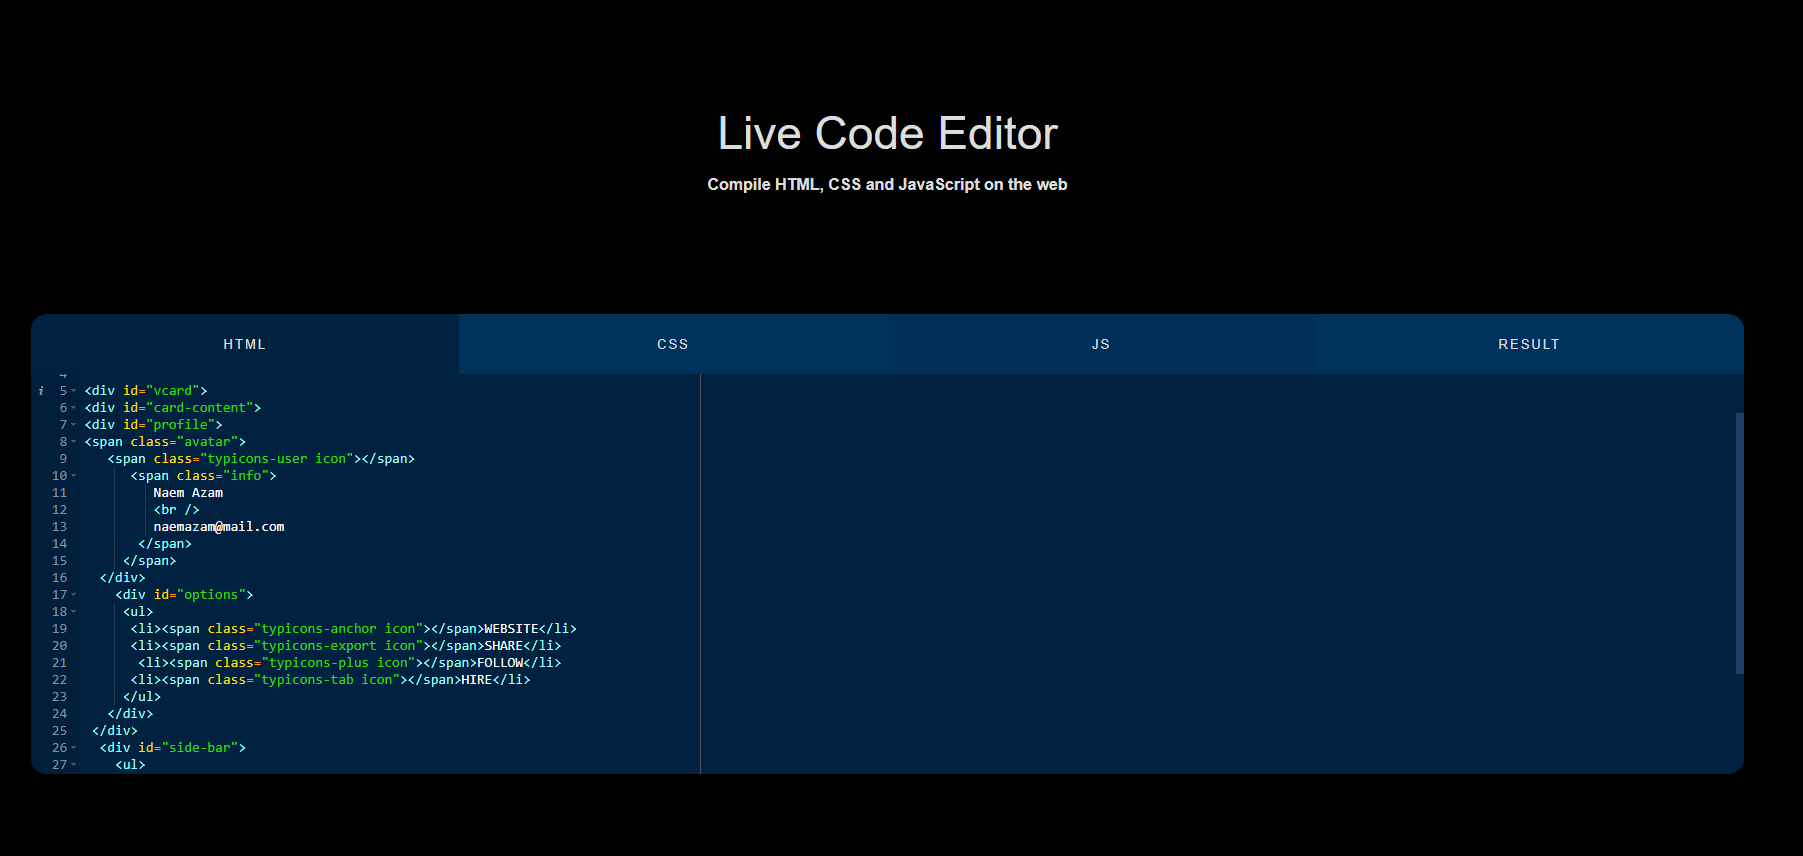 Live Code Editor
Compile HTML, CSS and JavaScript on the web
HTML CSS JS RESULT
4
i 5 <div id="vcard">
6 <div id="card-content">
7 <div id="profile">
8 <span class="avatar">
9 <span class="typicons-user icon"></span>
10 <span class="info">
11 Naem Azam
12 <br />
13 naemazam@mail.com
14 </span>
15 </span>
16 </div>
17 <div id="options">
18 <ul>
19 <li><span class="typicons-anchor icon"></span>WEBSITE</li>
20 <li><span class="typicons-export icon"></span>SHARE</li>
21 <li><span class="typicons-plus icon"></span>FOLLOW</li>
22 <li><span class="typicons-tab icon"></span>HIRE</li>
23 </ul>
24 </div>
25 </div>
26 <div id="side-bar">
27 <ul>